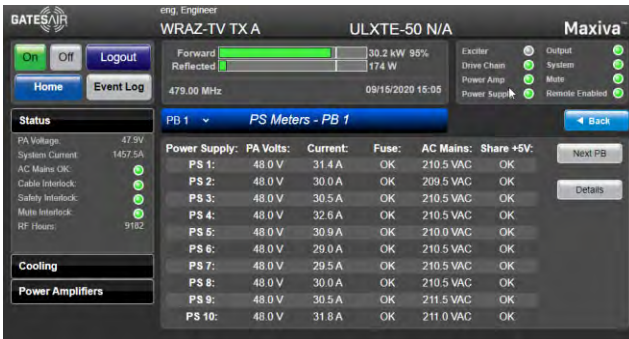 GATESAIR
eng, Engineer
WRAZ-TV TX A
ULXTE-50 N/A
Maxiva™
On
Off
Logout
Home
Event Log
Forward
30.2 kW 95%
Reflected
174 W
479.00 MHz
09/15/2020 15:05
Exciter
Output
Drive Chain
System
Power Amp
Mute
Power Supply
Remote Enabled
Status
PA Voltage: 47.9V
System Current: 1457.5A
AC Mains OK:
Cable Interlock:
Safety Interlock:
Mute Interlock:
RF Hours: 9182
Cooling
Power Amplifiers
PB 1
PS Meters - PB 1
Back
Power Supply: PA Volts: Current: Fuse: AC Mains: Share +5V:
PS 1: 48.0 V 31.4 A OK 210.5 VAC OK
PS 2: 48.0 V 30.0 A OK 209.5 VAC OK
PS 3: 48.0 V 30.5 A OK 210.5 VAC OK
PS 4: 48.0 V 32.6 A OK 210.5 VAC OK
PS 5: 48.0 V 30.9 A OK 210.0 VAC OK
PS 6: 48.0 V 29.0 A OK 210.5 VAC OK
PS 7: 48.0 V 29.5 A OK 210.5 VAC OK
PS 8: 48.0 V 30.0 A OK 210.5 VAC OK
PS 9: 48.0 V 30.5 A OK 211.5 VAC OK
PS 10: 48.0 V 31.8 A OK 211.0 VAC OK
Next PB
Details